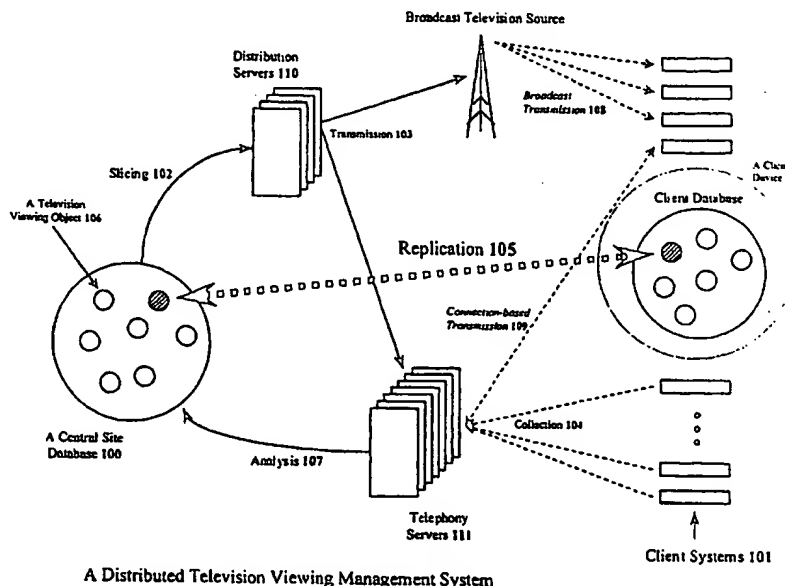 Broadcast Television Source
Distribution
Servers 110
Broadcast
Transmission 108
Transmission 103
Slicing 102
A Client
Device
A Television
Viewing Object 106
Client Database
Replication 105
Connection-based
Transmission 109
Collection 104
A Central Site
Database 100
Analysis 107
Telephony
Servers 111
Client Systems 101
A Distributed Television Viewing Management System